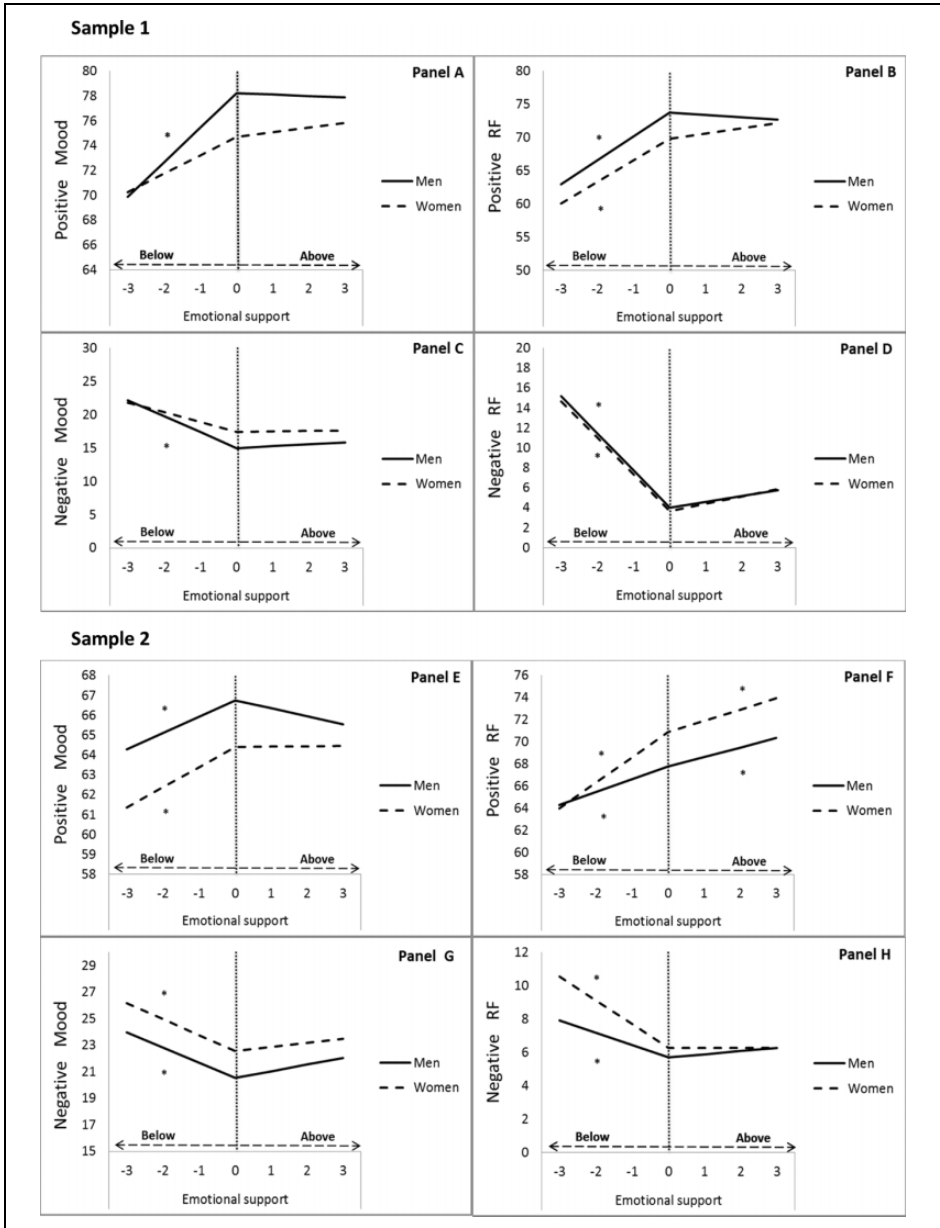 Sample 1
Panel A
Positive Mood
80
78
76
74
72
70
68
66
64
*
Men
Women
Below
Above
-3 -2 -1 0 1 2 3
Emotional support
Panel B
Positive RF
80
75
70
65
60
55
50
*
*
Men
Women
Below
Above
-3 -2 -1 0 1 2 3
Emotional support
Panel C
Negative Mood
30
25
20
15
10
5
0
*
Men
Women
Below
Above
-3 -2 -1 0 1 2 3
Emotional support
Panel D
Negative RF
20
18
16
14
12
10
8
6
4
2
0
*
*
Men
Women
Below
Above
-3 -2 -1 0 1 2 3
Emotional support
Sample 2
Panel E
Positive Mood
68
67
66
65
64
63
62
61
60
59
58
*
*
Men
Women
Below
Above
-3 -2 -1 0 1 2 3
Emotional support
Panel F
Positive RF
76
74
72
70
68
66
64
62
60
58
*
*
*
*
Men
Women
Below
Above
-3 -2 -1 0 1 2 3
Emotional support
Panel G
Negative Mood
29
27
25
23
21
19
17
15
*
*
Men
Women
Below
Above
-3 -2 -1 0 1 2 3
Emotional support
Panel H
Negative RF
12
10
8
6
4
2
0
*
*
Men
Women
Below
Above
-3 -2 -1 0 1 2 3
Emotional support